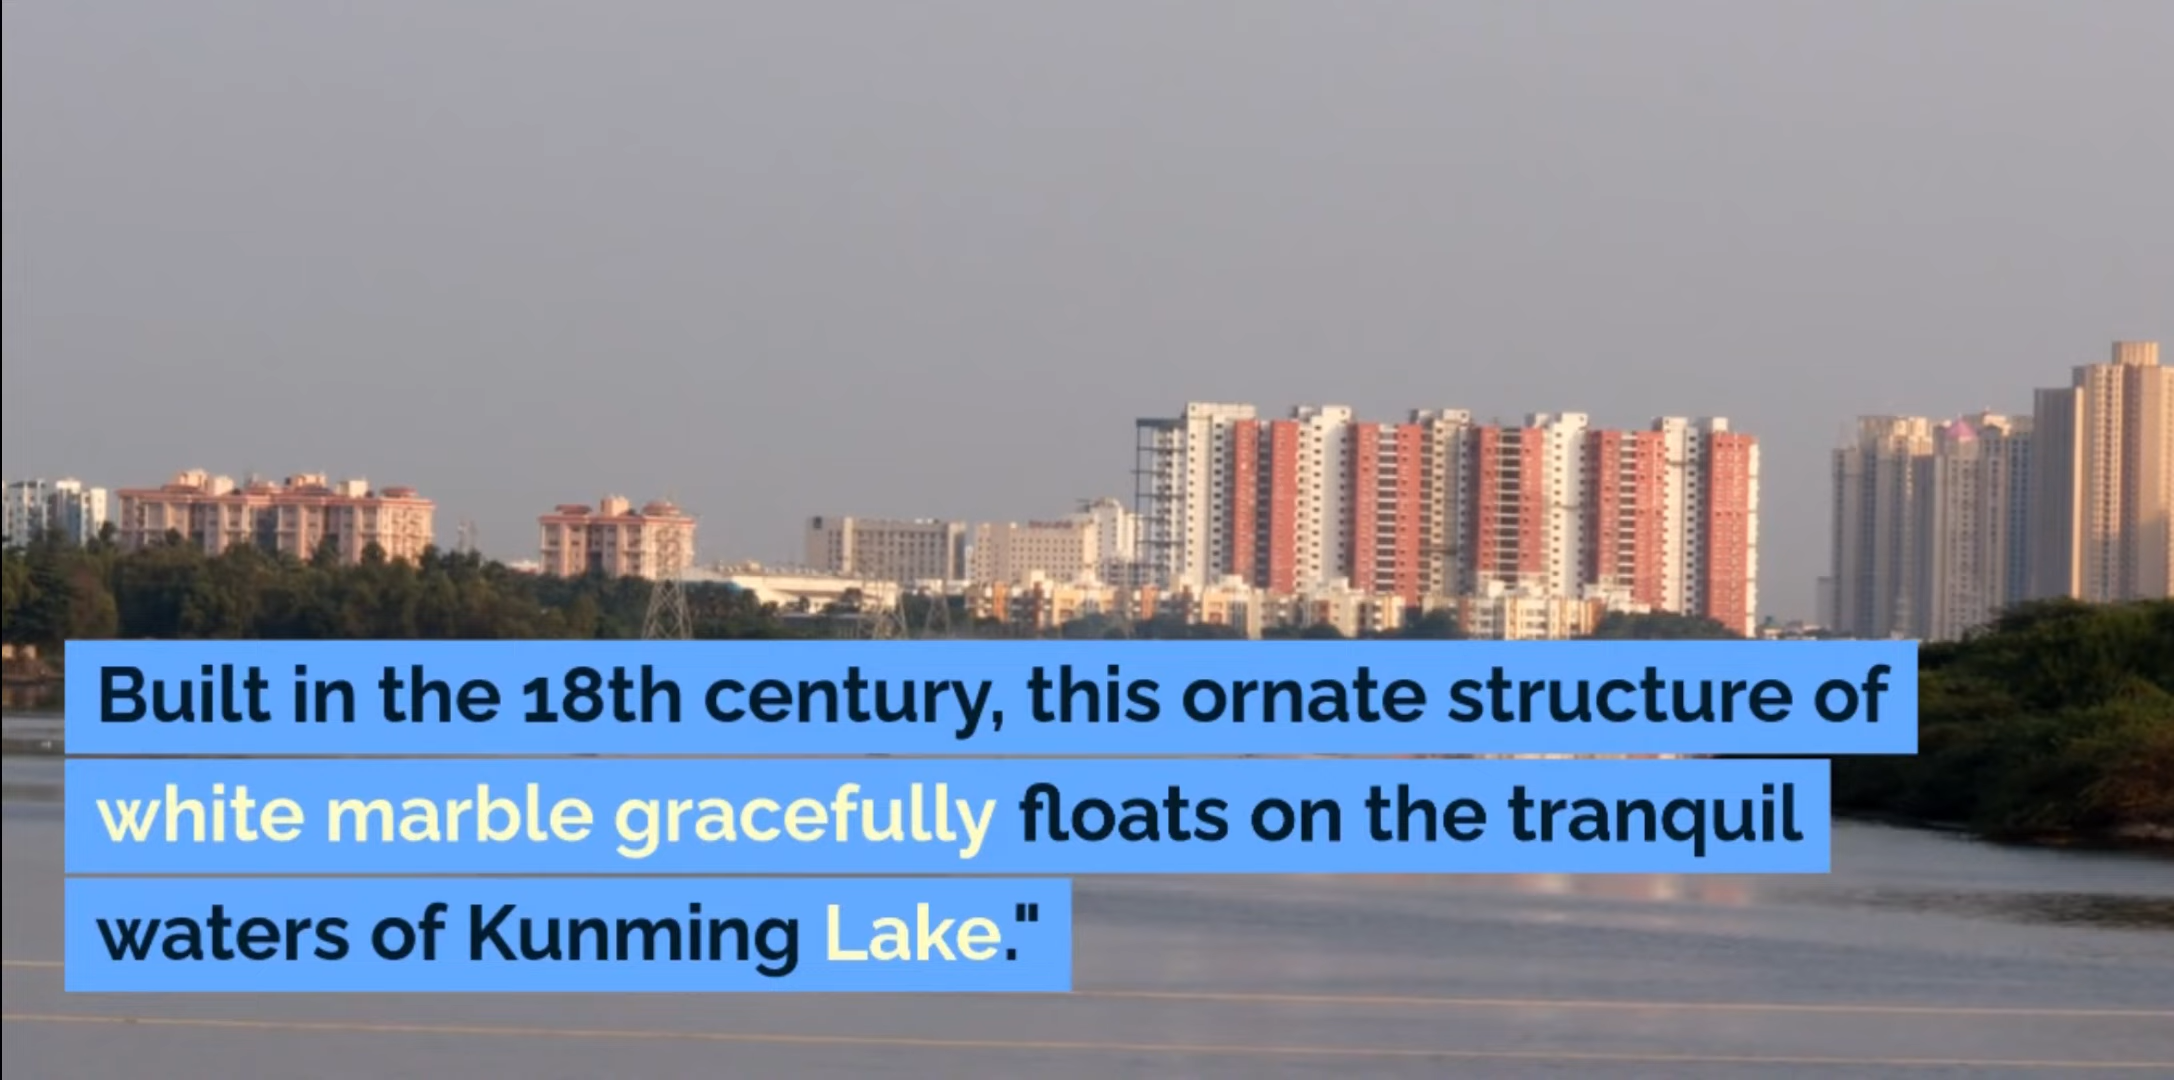 Built in the 18th century, this ornate structure of
white marble gracefully floats on the tranquil
waters of Kunming Lake."